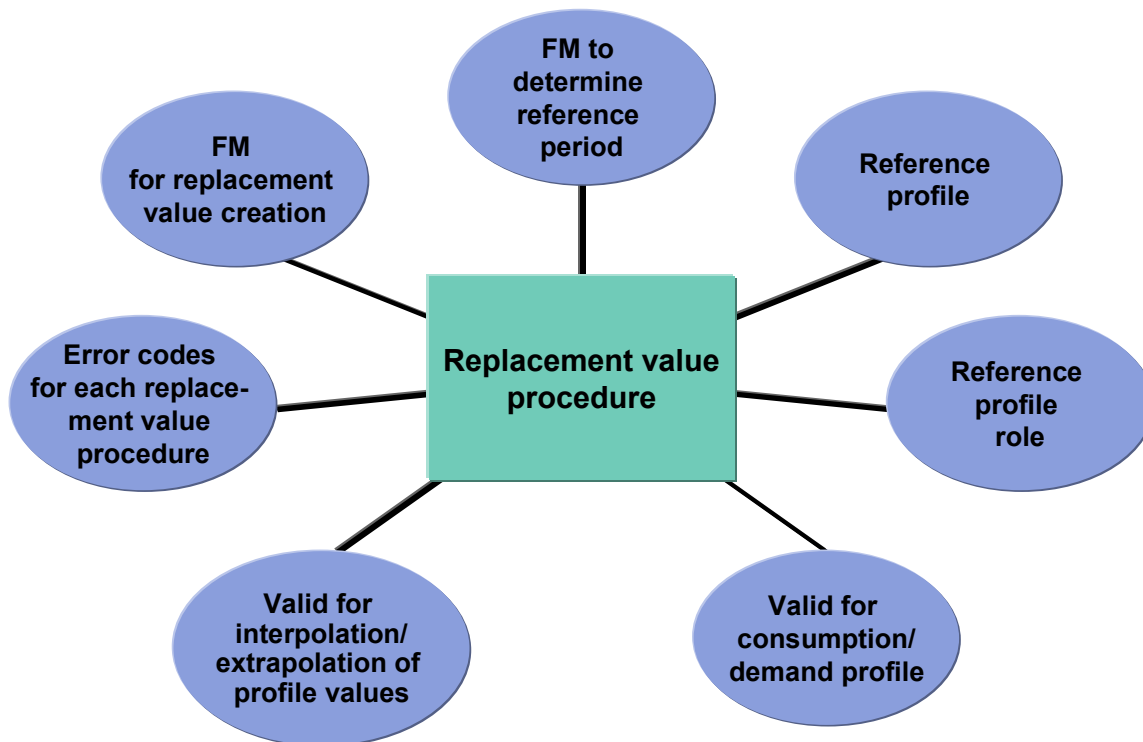 FM to
determine
reference
period
FM
for replacement
value creation
Reference
profile
Replacement value
procedure
Error codes
for each replace-
ment value
procedure
Reference
profile
role
Valid for
interpolation/
extrapolation of
profile values
Valid for
consumption/
demand profile